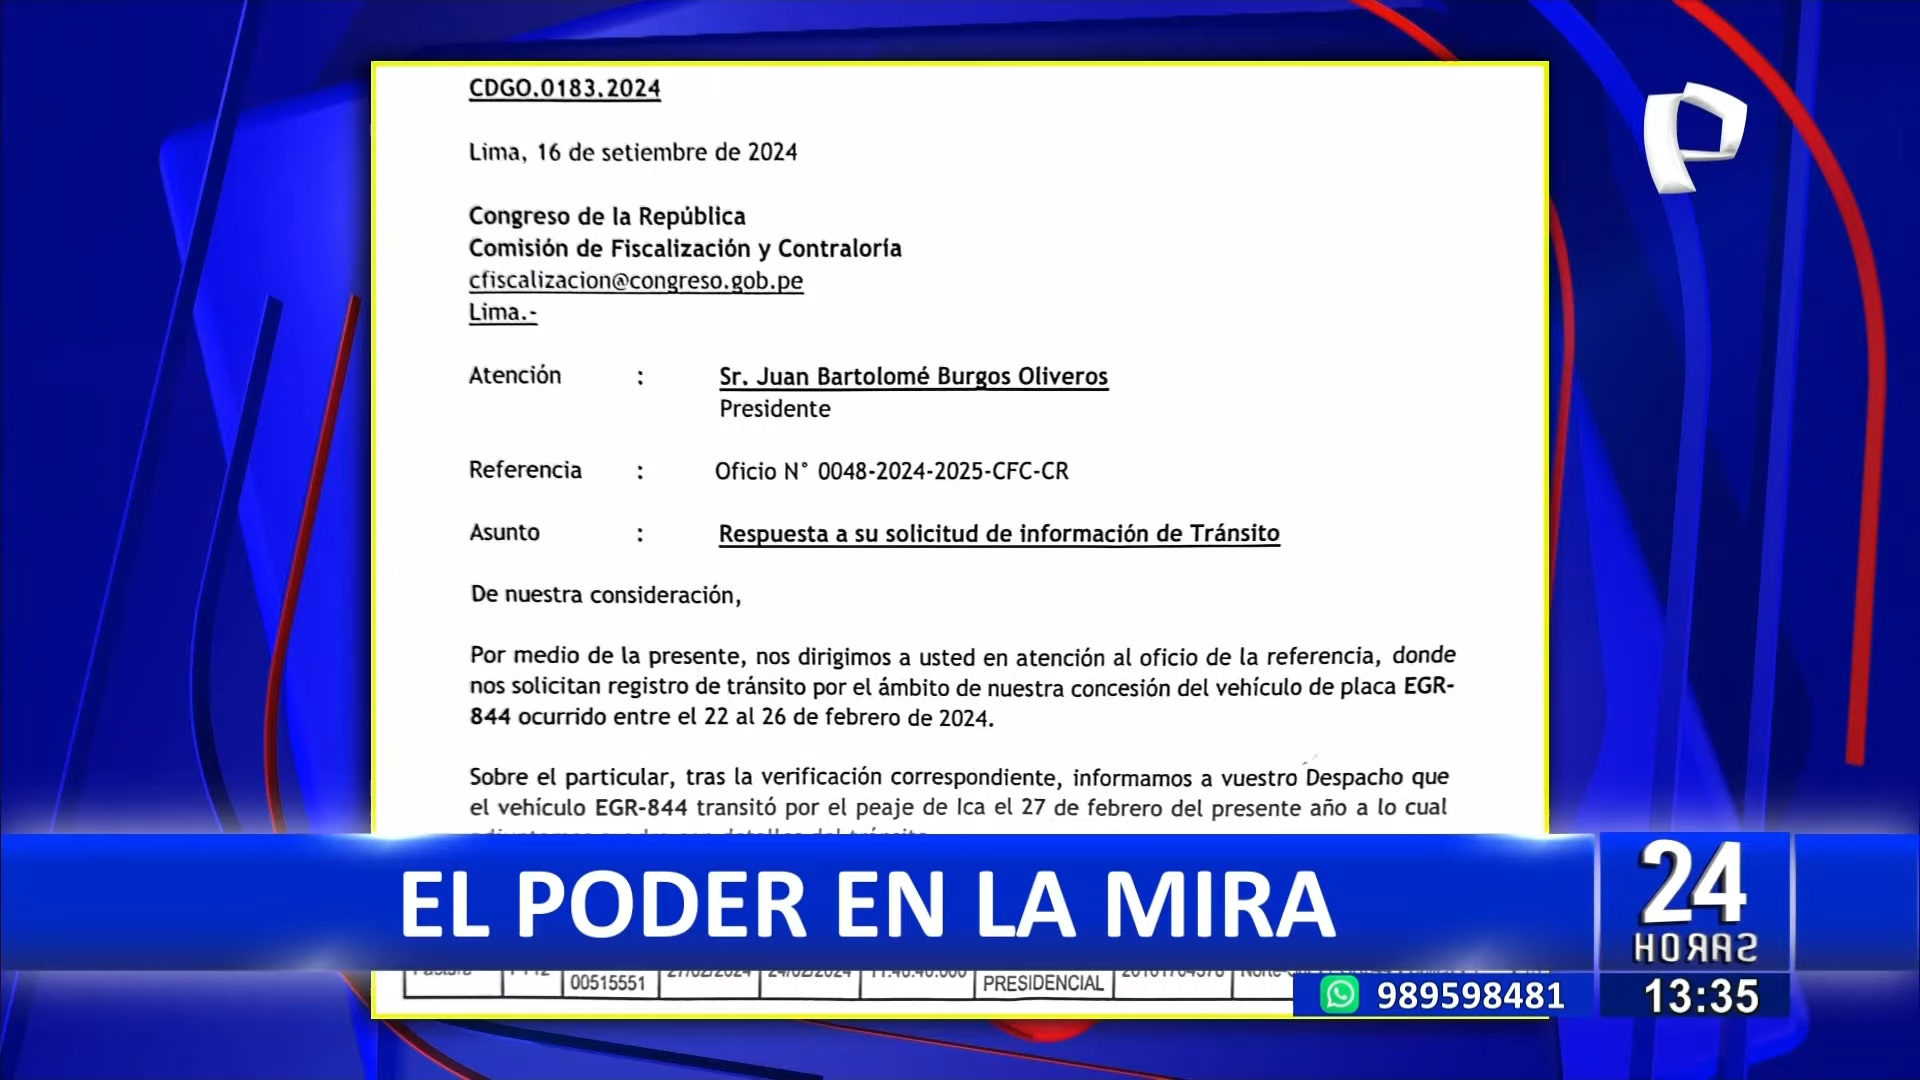 CDGO.0183.2024
Lima, 16 de setiembre de 2024
Congreso de la República
Comisión de Fiscalización y Contraloría
cfiscalizacion@congreso.gob.pe
Lima.-
Atención : Sr. Juan Bartolomé Burgos Oliveros
Presidente
Referencia : Oficio N° 0048-2024-2025-CFC-CR
Asunto : Respuesta a su solicitud de información de Tránsito
De nuestra consideración,
Por medio de la presente, nos dirigimos a usted en atención al oficio de la referencia, donde
nos solicitan registro de tránsito por el ámbito de nuestra concesión del vehículo de placa EGR-
844 ocurrido entre el 22 al 26 de febrero de 2024.
Sobre el particular, tras la verificación correspondiente, informamos a vuestro Despacho que
el vehículo EGR-844 transitó por el peaje de Ica el 27 de febrero del presente año a lo cual
EL PODER EN LA MIRA
24
HORAS
00515551 27/02/2024 24/02/2024 PRESIDENCIAL
989598481
13:35